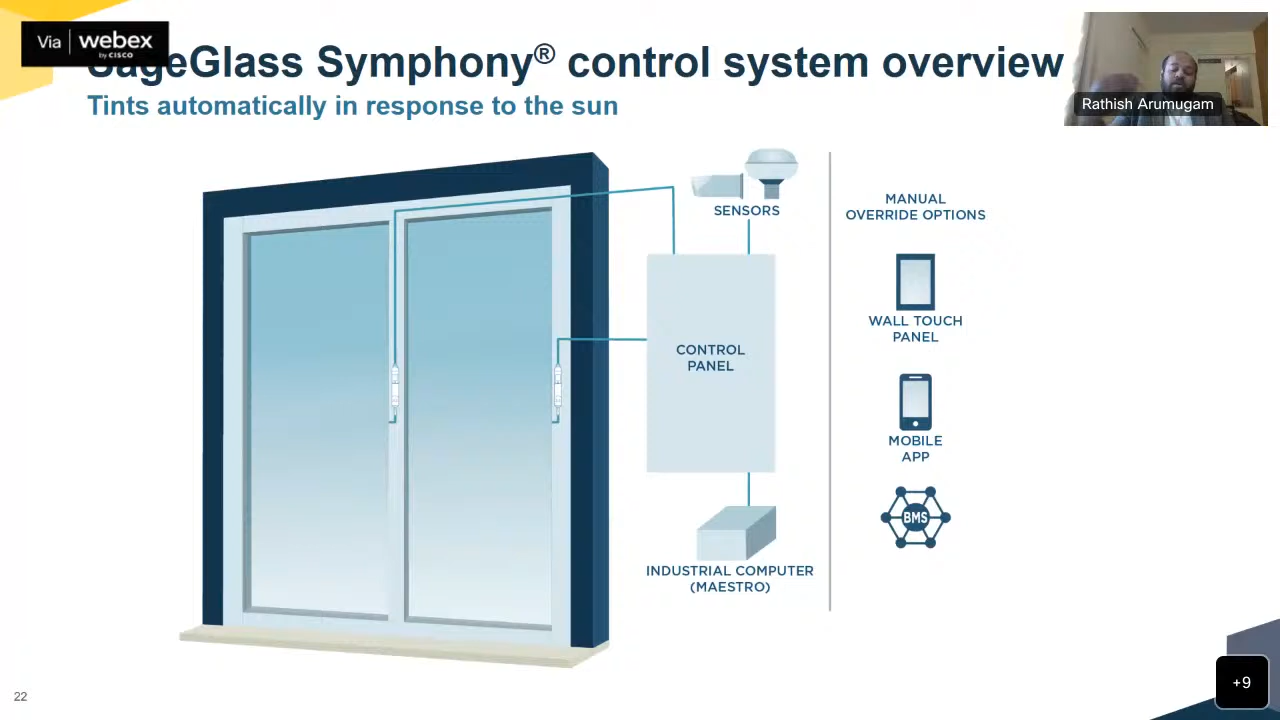 Via webex
by CISCO
SageGlass Symphony® control system overview
Tints automatically in response to the sun
Rathish Arumugam
SENSORS
MANUAL
OVERRIDE OPTIONS
CONTROL
PANEL
WALL TOUCH
PANEL
MOBILE
APP
BMS
INDUSTRIAL COMPUTER
(MAESTRO)
22
+9